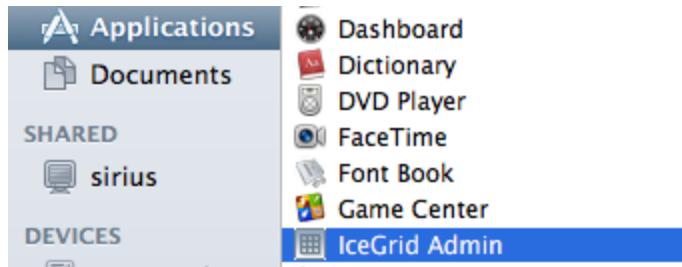 Applications
Documents
SHARED
sirius
DEVICES
Dashboard
Dictionary
DVD Player
FaceTime
Font Book
Game Center
IceGrid Admin